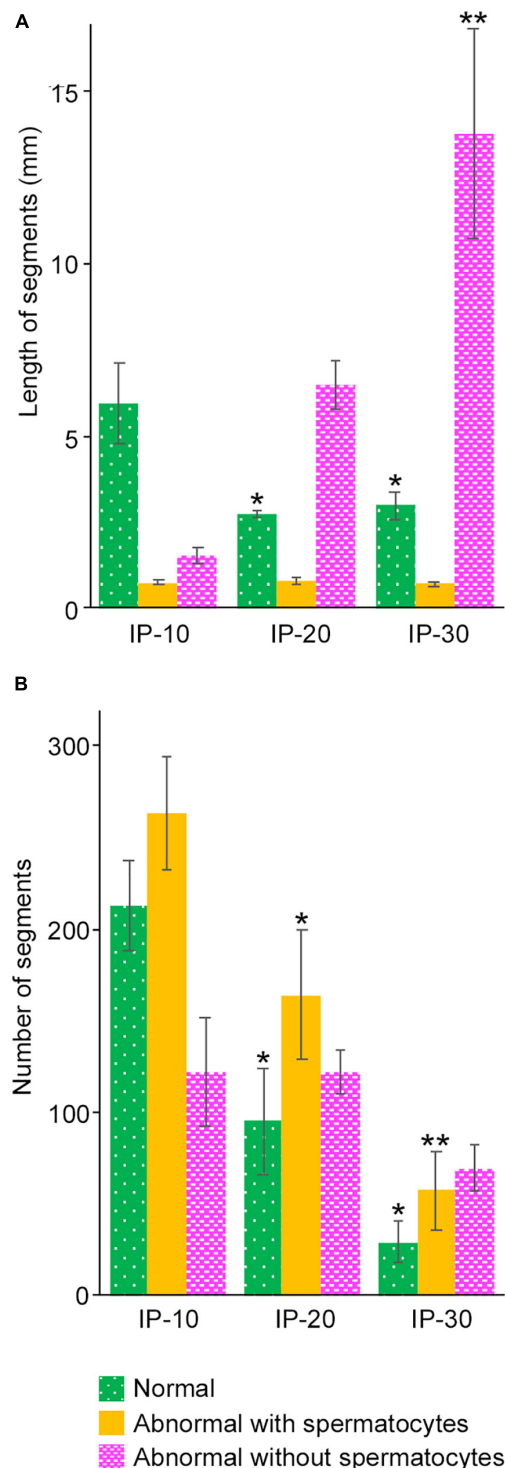 A
**
15
10
5
0
*
*
Length of segments (mm)
IP-10 IP-20 IP-30
B
300
200
100
0
*
*
**
*
Number of segments
IP-10 IP-20 IP-30
Normal
Abnormal with spermatocytes
Abnormal without spermatocytes